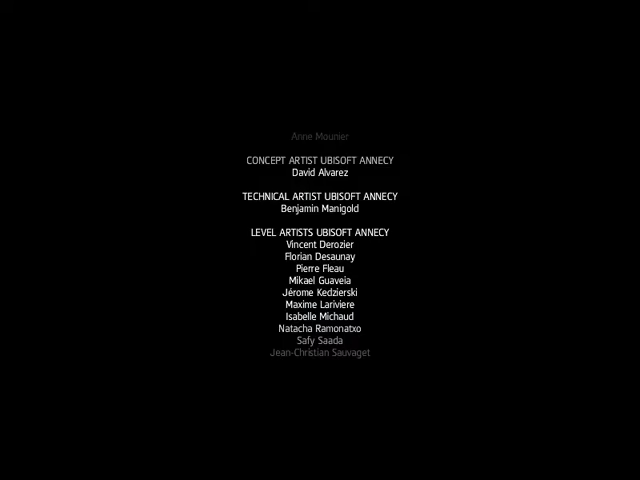 Anne Mounier
CONCEPT ARTIST UBISOFT ANNECY
David Alvarez
TECHNICAL ARTIST UBISOFT ANNECY
Benjamin Manigold
LEVEL ARTISTS UBISOFT ANNECY
Vincent Derozier
Florian Desaunay
Pierre Fleau
Mikael Guaveia
Jérome Kedzierski
Maxime Lariviere
Isabelle Michaud
Natacha Ramonatxo
Safy Saada
Jean-Christian Sauvaget